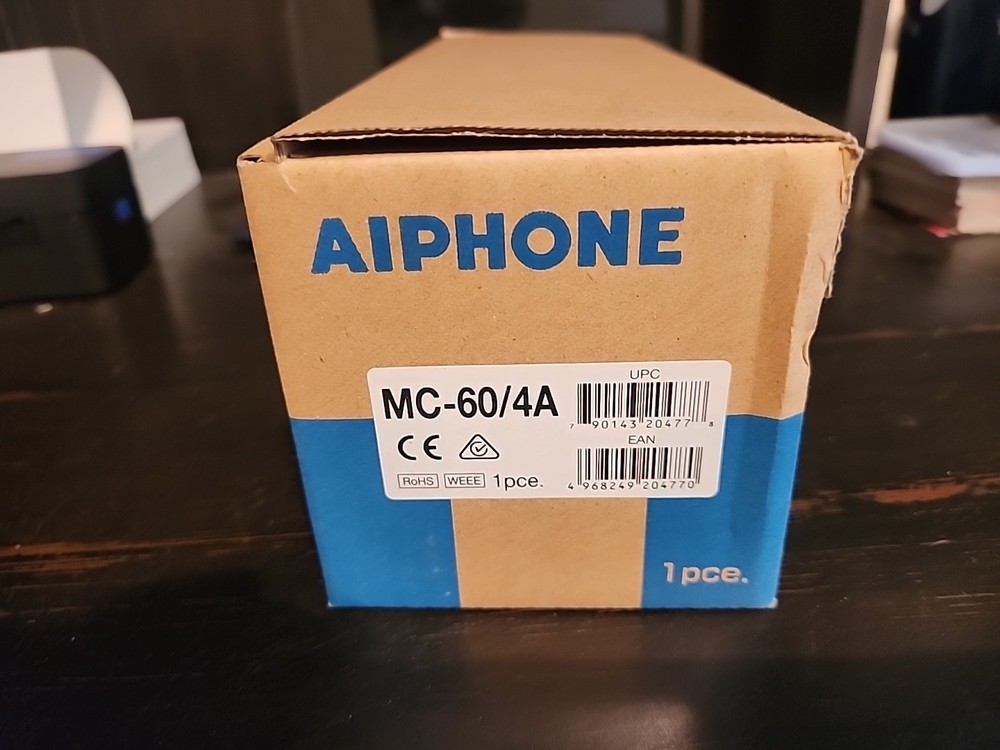 AIPHONE
MC-60/4A
UPC
7 90143 20477 8
EAN
4 968249 204770
CE
RoHS WEEE 1pce.
1pce.